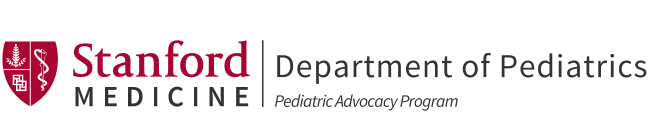 Stanford
MEDICINE
Department of Pediatrics
Pediatric Advocacy Program